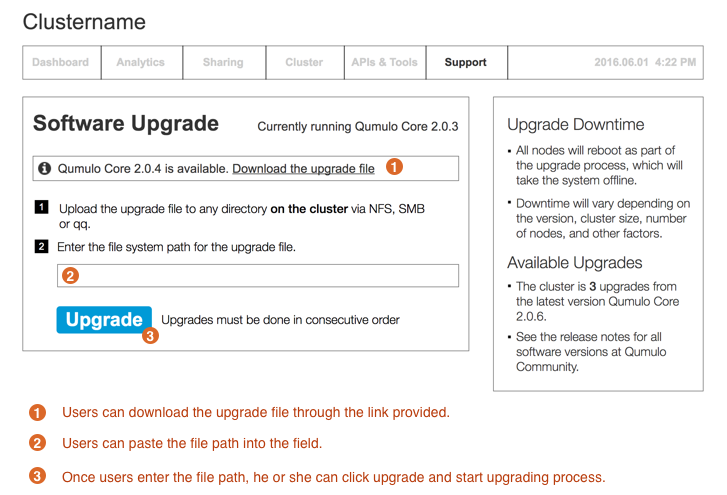 Clustername
Dashboard Analytics Sharing Cluster APIs & Tools Support 2016.06.01 4:22 PM
Software Upgrade Currently running Qumulo Core 2.0.3
i Qumulo Core 2.0.4 is available. Download the upgrade file 1
1 Upload the upgrade file to any directory on the cluster via NFS, SMB
or qq.
2 Enter the file system path for the upgrade file.
2
Upgrade Upgrades must be done in consecutive order
3
Upgrade Downtime
• All nodes will reboot as part of
the upgrade process, which will
take the system offline.
• Downtime will vary depending on
the version, cluster size, number
of nodes, and other factors.
Available Upgrades
• The cluster is 3 upgrades from
the latest version Qumulo Core
2.0.6.
• See the release notes for all
software versions at Qumulo
Community.
1 Users can download the upgrade file through the link provided.
2 Users can paste the file path into the field.
3 Once users enter the file path, he or she can click upgrade and start upgrading process.